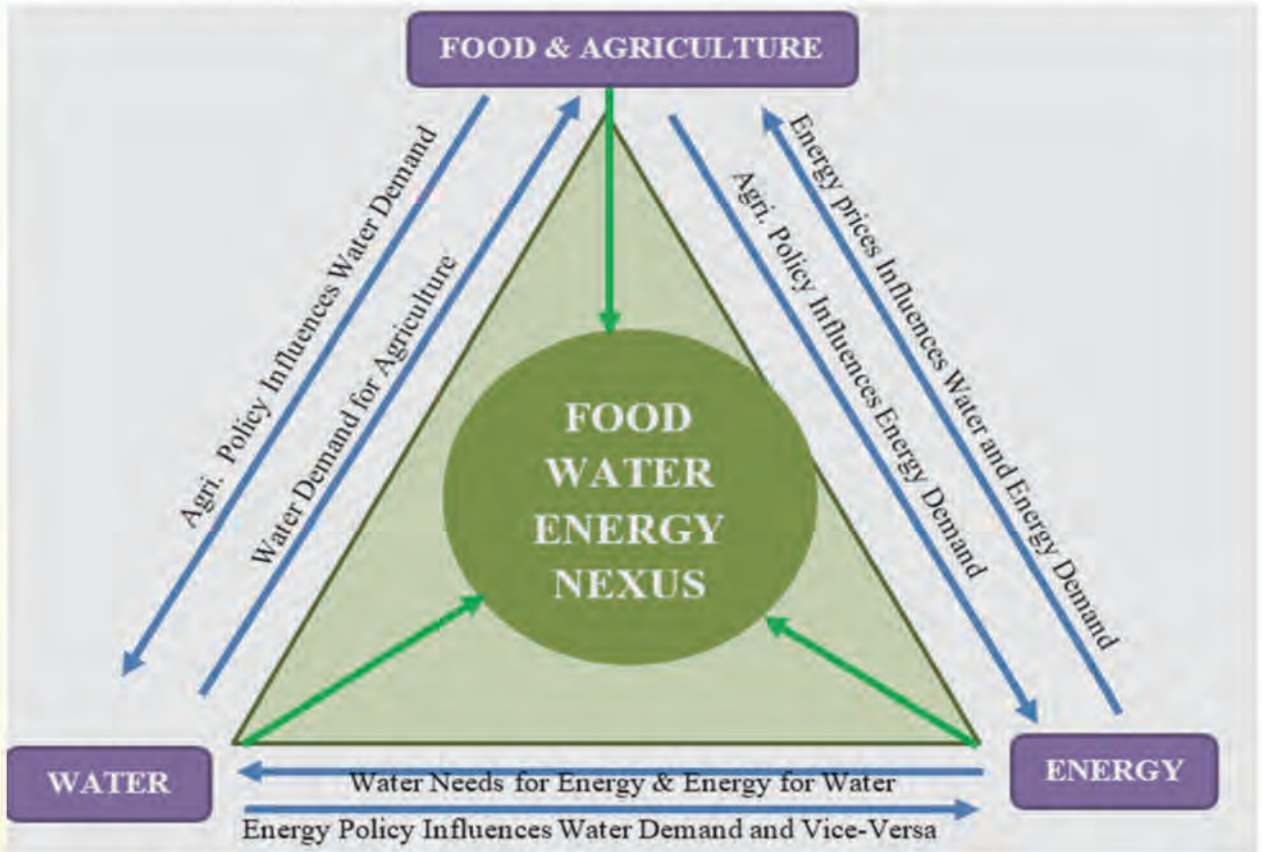 FOOD & AGRICULTURE
Agri. Policy Influences Water Demand
Water Demand for Agriculture
Agri. Policy Influences Energy Demand
Energy prices Influences Water and Energy Demand
FOOD
WATER
ENERGY
NEXUS
WATER
ENERGY
Water Needs for Energy & Energy for Water
Energy Policy Influences Water Demand and Vice-Versa